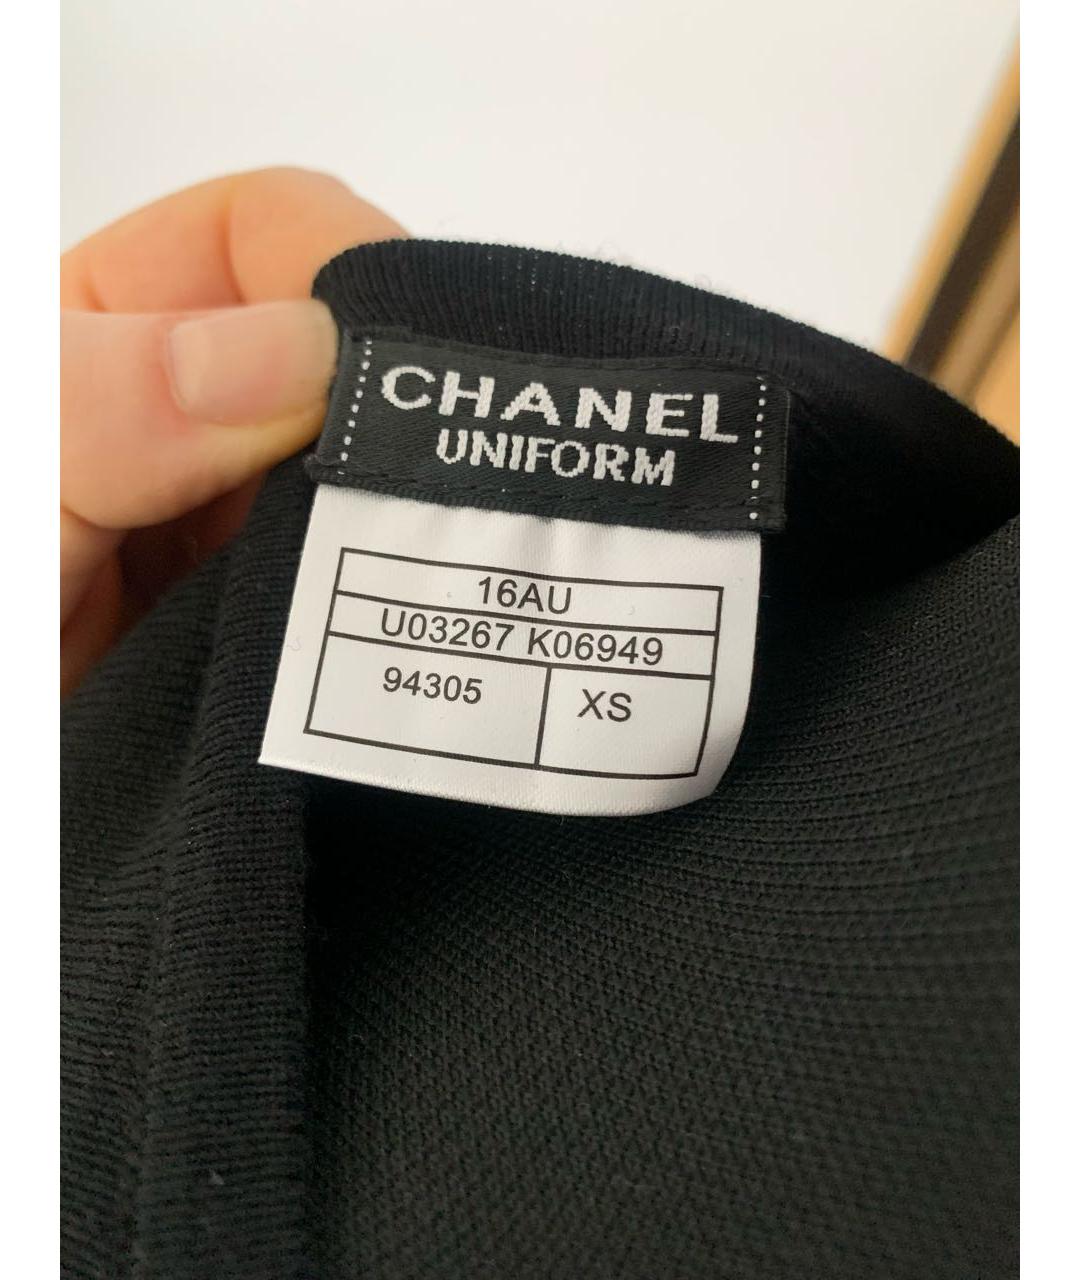 CHANEL
UNIFORM
16AU
U03267 K06949
94305 XS